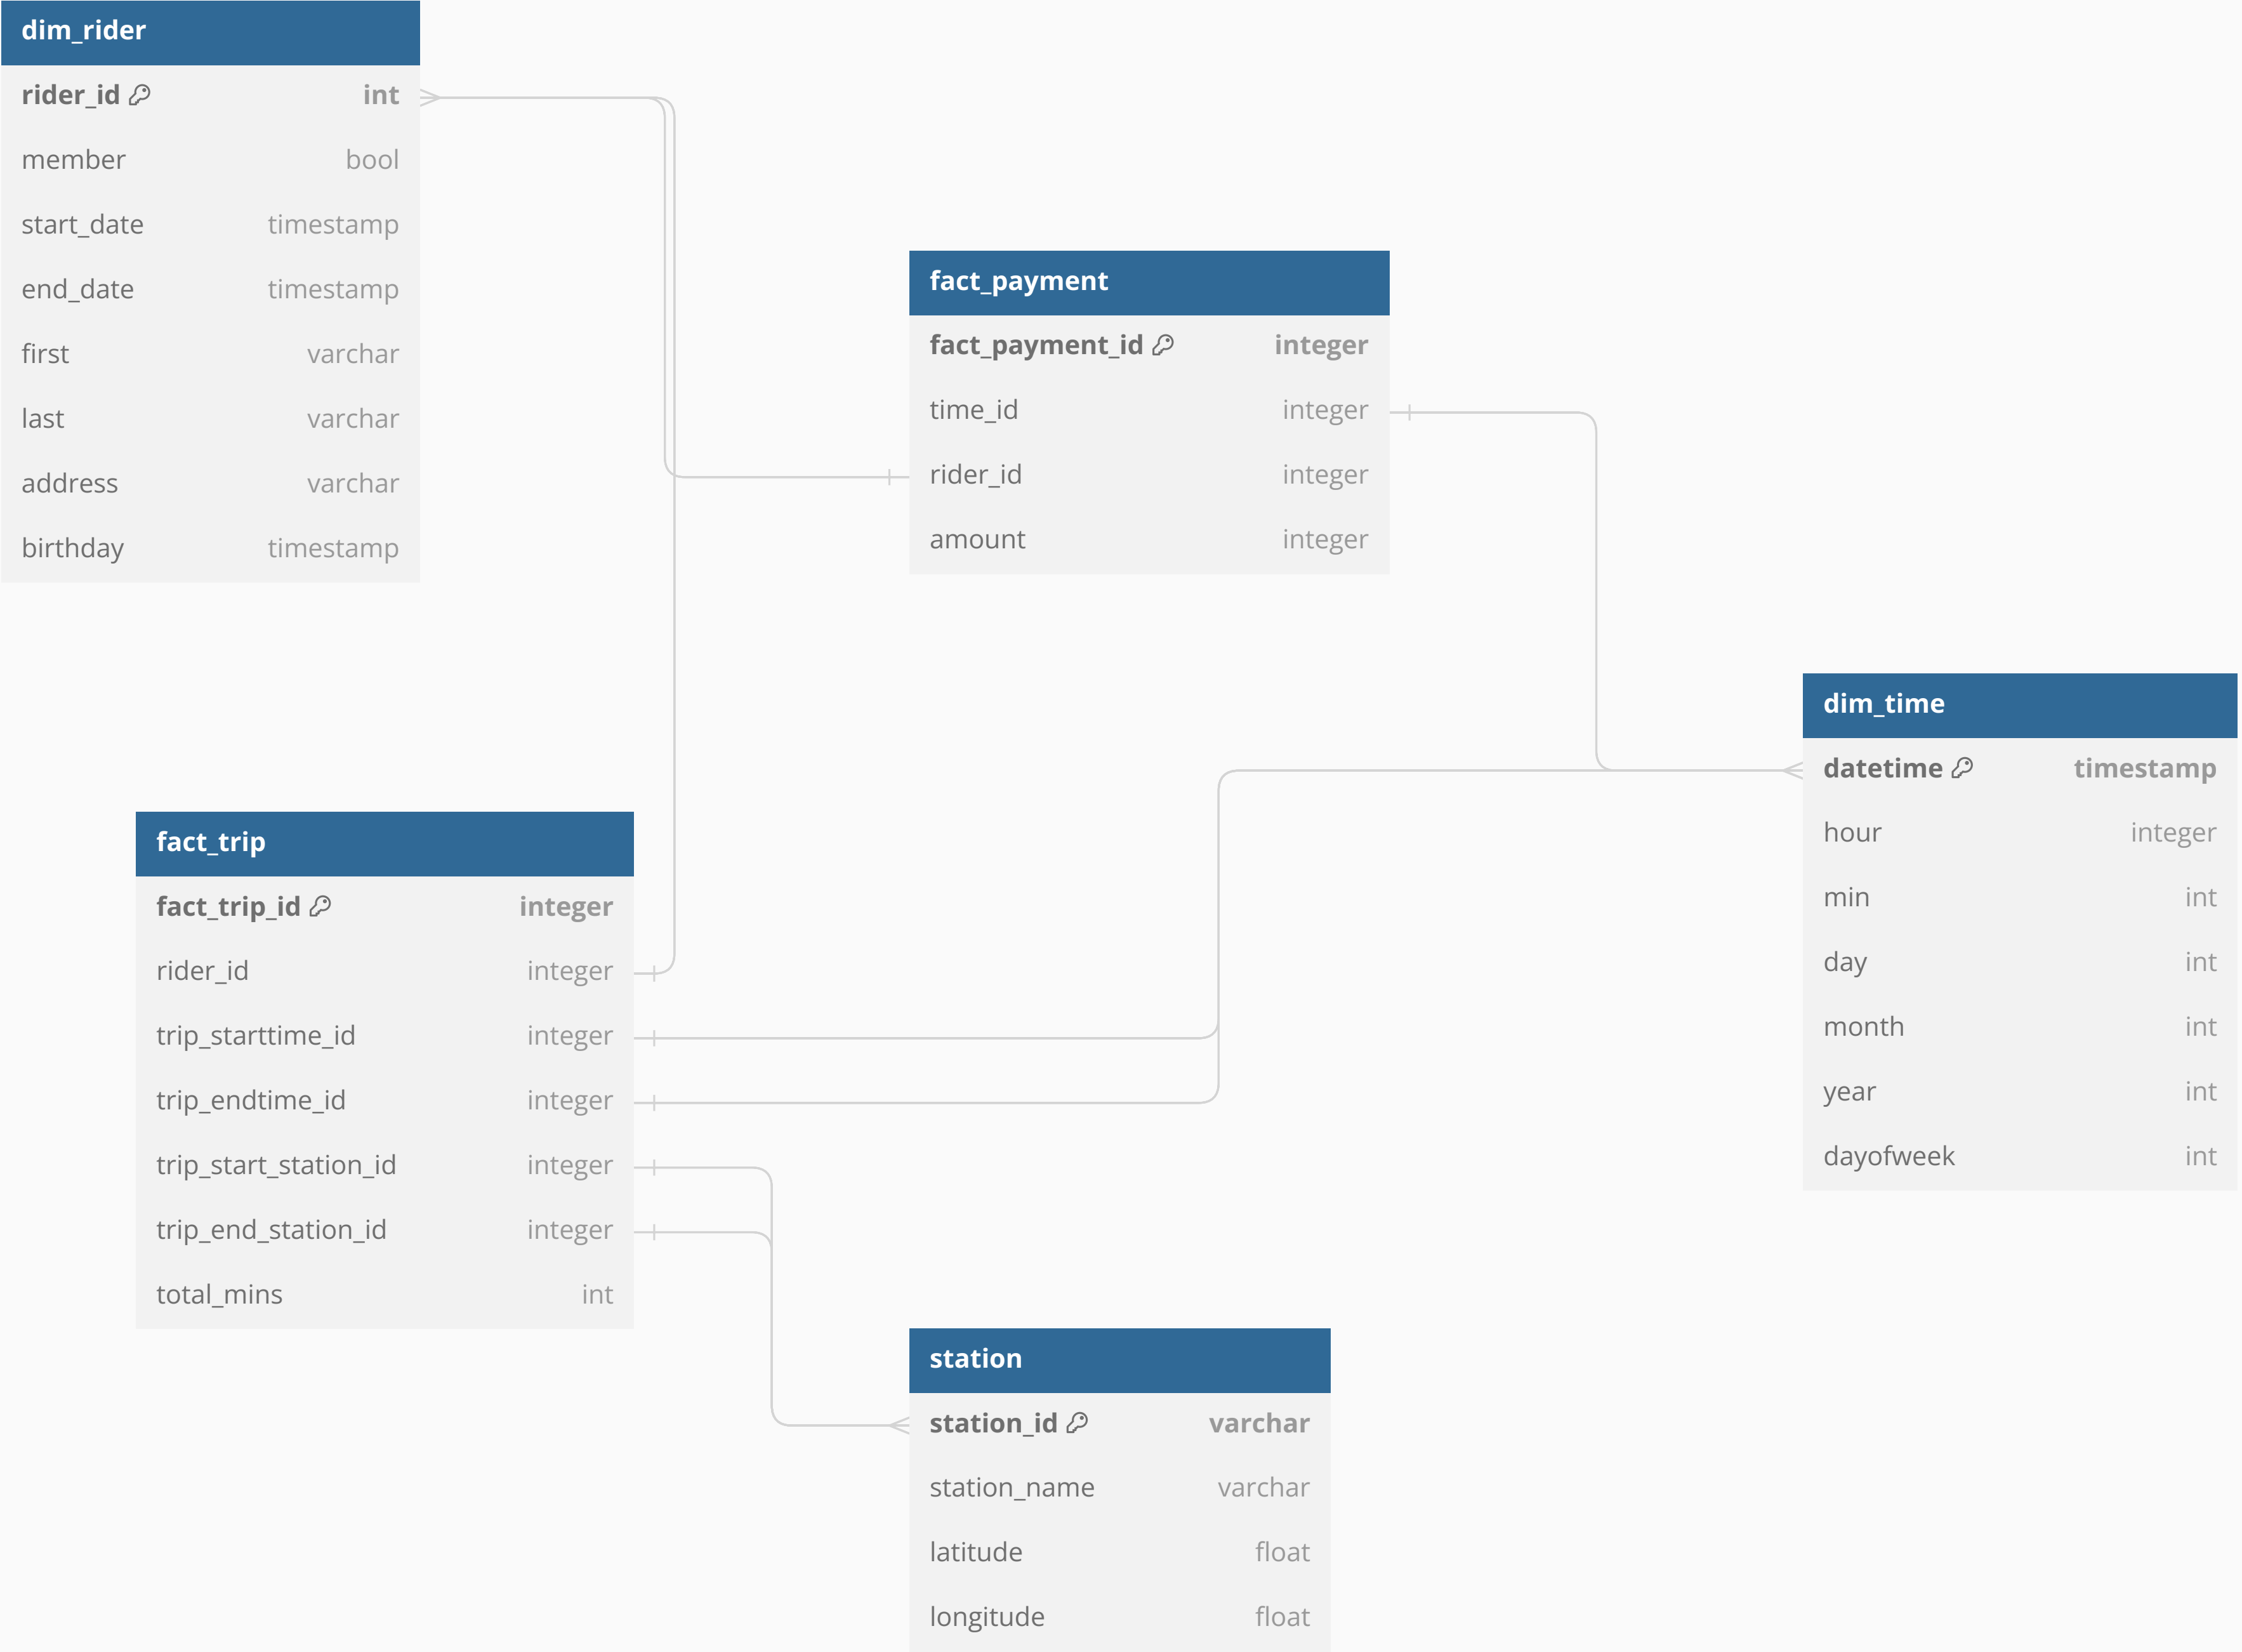 dim_rider
rider_id int
member bool
start_date timestamp
end_date timestamp
first varchar
last varchar
address varchar
birthday timestamp
fact_payment
fact_payment_id integer
time_id integer
rider_id integer
amount integer
dim_time
datetime timestamp
hour integer
min int
day int
month int
year int
dayofweek int
fact_trip
fact_trip_id integer
rider_id integer
trip_starttime_id integer
trip_endtime_id integer
trip_start_station_id integer
trip_end_station_id integer
total_mins int
station
station_id varchar
station_name varchar
latitude float
longitude float